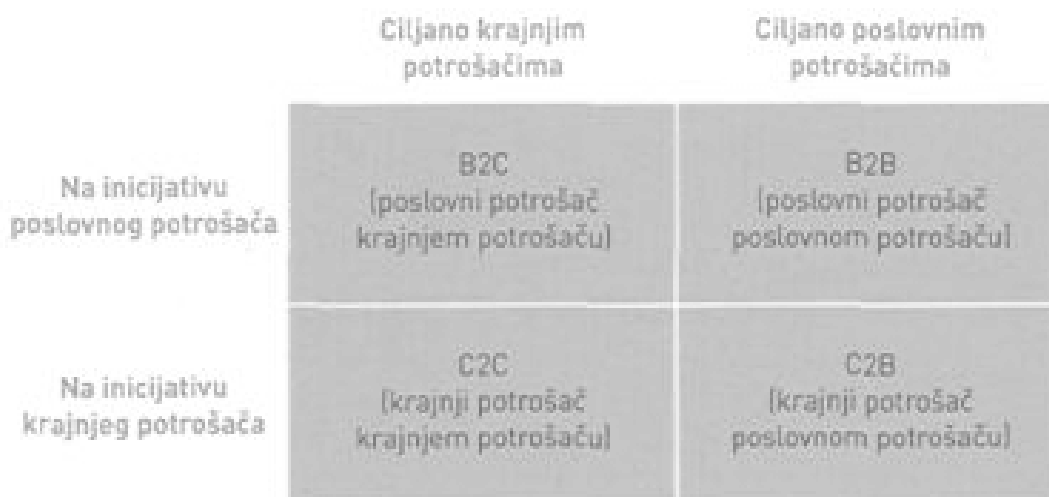 Ciljano krajnjim
potrošačima
Ciljano poslovnim
potrošačima
Na inicijativu
poslovnog potrošača
B2C
(poslovni potrošač
krajnjem potrošaču)
B2B
(poslovni potrošač
poslovnom potrošaču)
Na inicijativu
krajnjeg potrošača
C2C
(krajnji potrošač
krajnjem potrošaču)
C2B
(krajnji potrošač
poslovnom potrošaču)